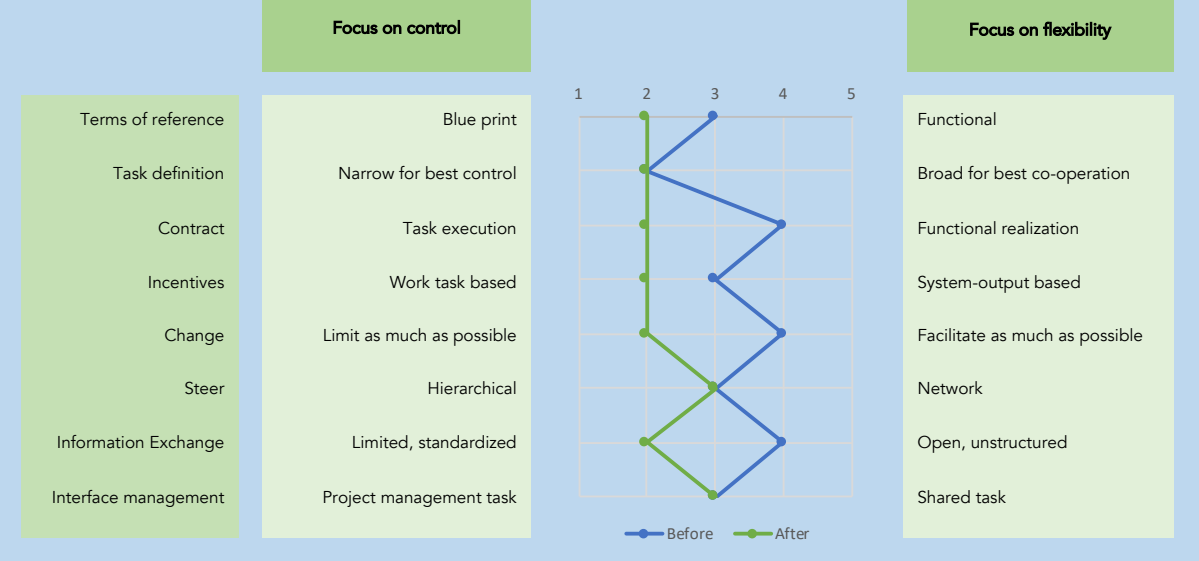 Focus on control
Focus on flexibility
1 2 3 4 5
Terms of reference Blue print Functional
Task definition Narrow for best control Broad for best co-operation
Contract Task execution Functional realization
Incentives Work task based System-output based
Change Limit as much as possible Facilitate as much as possible
Steer Hierarchical Network
Information Exchange Limited, standardized Open, unstructured
Interface management Project management task Shared task
Before After